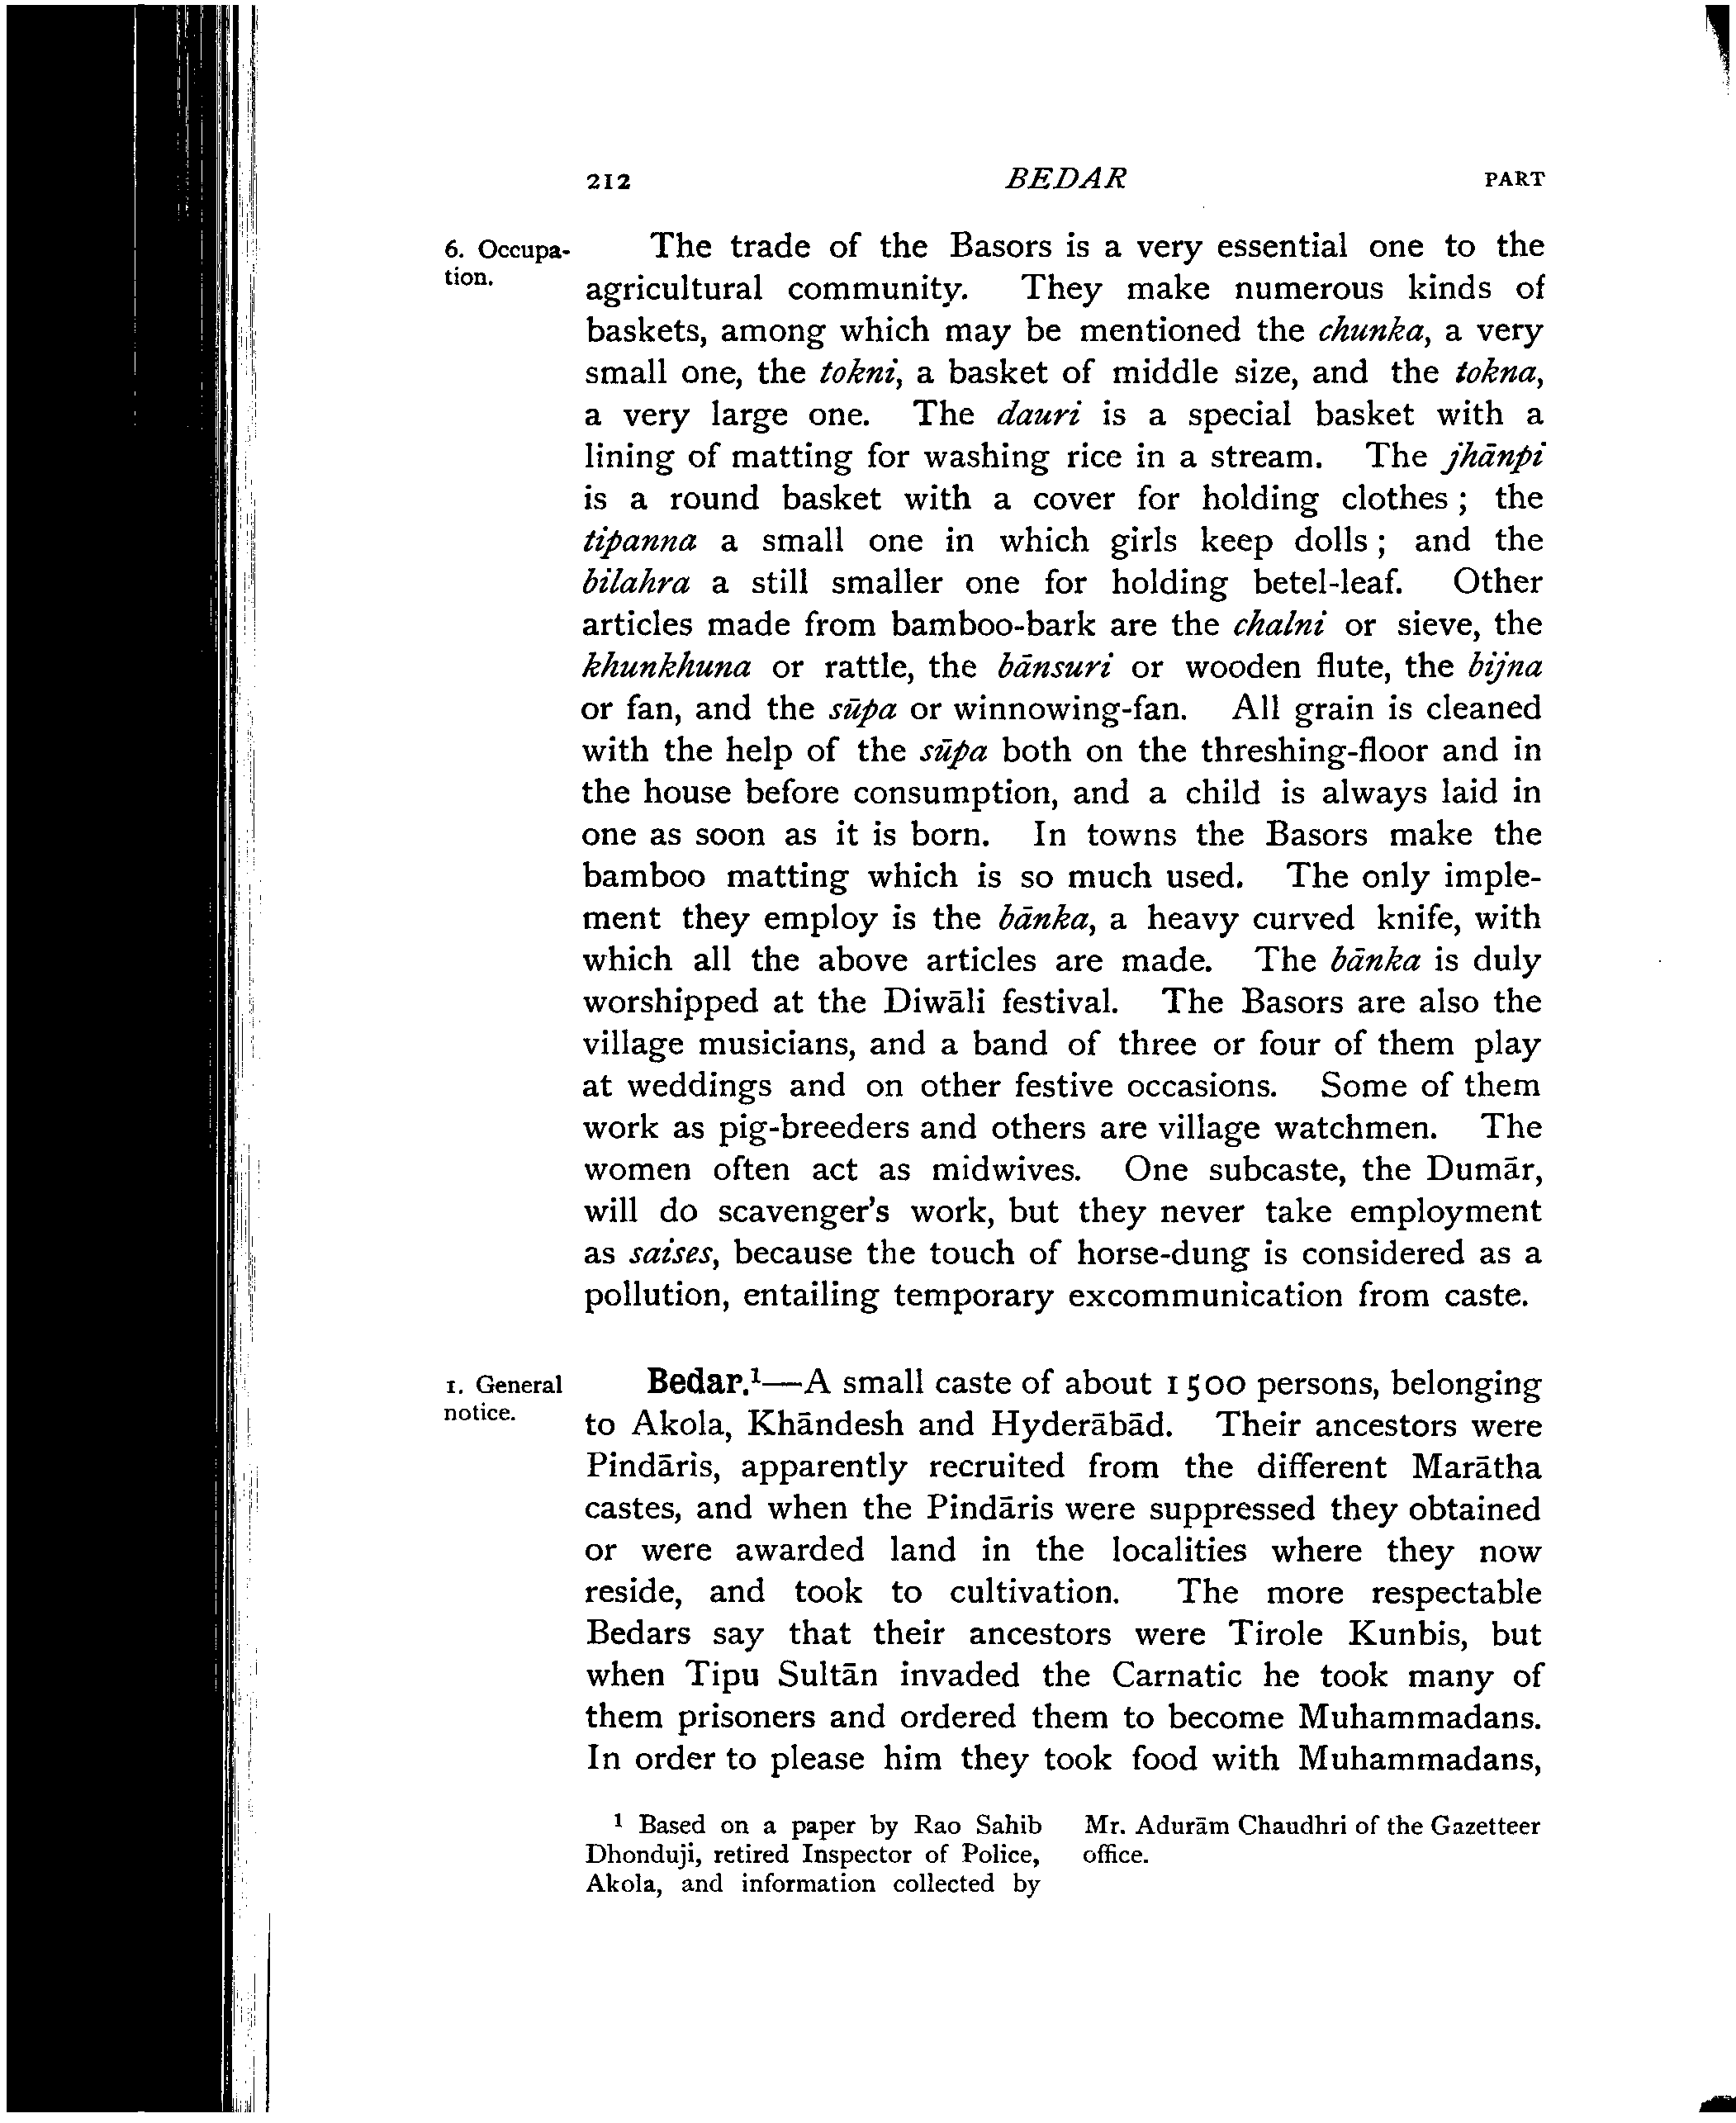 212 BEDAR PART
6. Occupa-
tion.
The trade of the Basors is a very essential one to the
agricultural community. They make numerous kinds of
baskets, among which may be mentioned the chunka, a very
small one, the tokni, a basket of middle size, and the tokna,
a very large one. The dauri is a special basket with a
lining of matting for washing rice in a stream. The jhānpi
is a round basket with a cover for holding clothes ; the
tipanna a small one in which girls keep dolls ; and the
bilahra a still smaller one for holding betel-leaf. Other
articles made from bamboo-bark are the chalni or sieve, the
khunkhuna or rattle, the bānsuri or wooden flute, the bijna
or fan, and the sūpa or winnowing-fan. All grain is cleaned
with the help of the sūpa both on the threshing-floor and in
the house before consumption, and a child is always laid in
one as soon as it is born. In towns the Basors make the
bamboo matting which is so much used. The only imple-
ment they employ is the bānka, a heavy curved knife, with
which all the above articles are made. The bānka is duly
worshipped at the Diwāli festival. The Basors are also the
village musicians, and a band of three or four of them play
at weddings and on other festive occasions. Some of them
work as pig-breeders and others are village watchmen. The
women often act as midwives. One subcaste, the Dumār,
will do scavenger's work, but they never take employment
as saises, because the touch of horse-dung is considered as a
pollution, entailing temporary excommunication from caste.
1. General
notice.
Bedar.¹—A small caste of about 1500 persons, belonging
to Akola, Khāndesh and Hyderābād. Their ancestors were
Pindāris, apparently recruited from the different Marātha
castes, and when the Pindāris were suppressed they obtained
or were awarded land in the localities where they now
reside, and took to cultivation. The more respectable
Bedars say that their ancestors were Tirole Kunbis, but
when Tipu Sultān invaded the Carnatic he took many of
them prisoners and ordered them to become Muhammadans.
In order to please him they took food with Muhammadans,
¹ Based on a paper by Rao Sahib
Dhonduji, retired Inspector of Police,
Akola, and information collected by
Mr. Adurām Chaudhri of the Gazetteer
office.